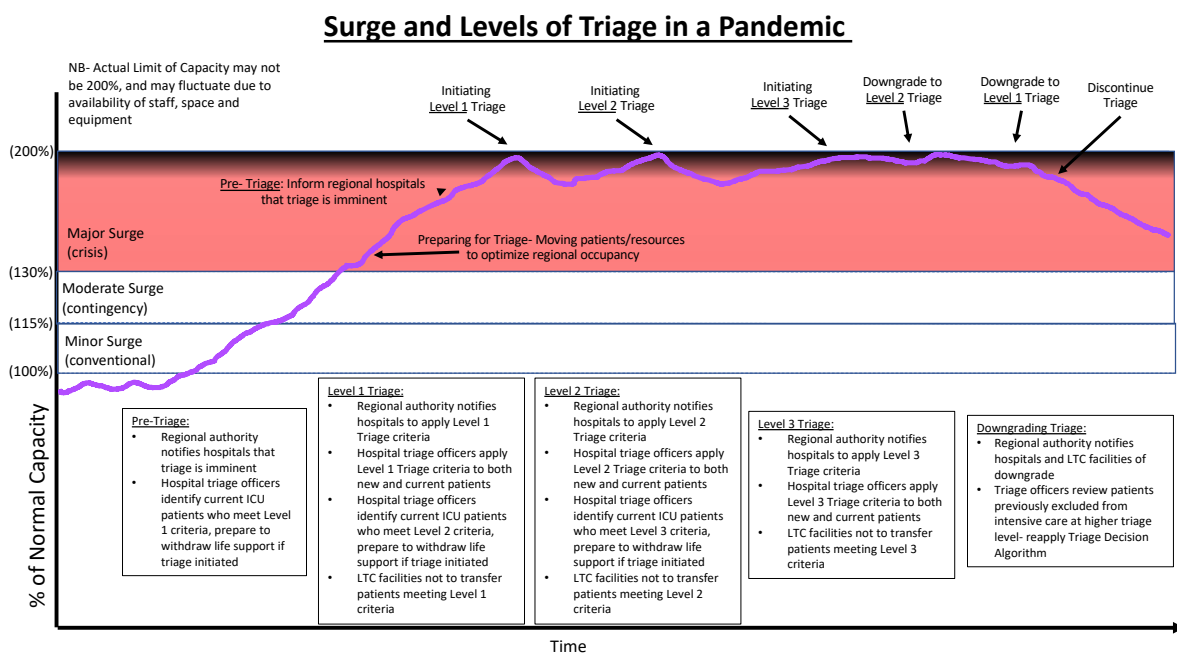 Surge and Levels of Triage in a Pandemic
NB- Actual Limit of Capacity may not
be 200%, and may fluctuate due to
availability of staff, space and
equipment
Initiating
Level 1 Triage
Initiating
Level 2 Triage
Initiating
Level 3 Triage
Downgrade to
Level 2 Triage
Downgrade to
Level 1 Triage
Discontinue
Triage
(200%)
Pre- Triage: Inform regional hospitals
that triage is imminent
Major Surge
(crisis)
Preparing for Triage- Moving patients/resources
to optimize regional occupancy
(130%)
Moderate Surge
(contingency)
(115%)
Minor Surge
(conventional)
(100%)
% of Normal Capacity
Pre-Triage:
• Regional authority
notifies hospitals that
triage is imminent
• Hospital triage officers
identify current ICU
patients who meet Level
1 criteria, prepare to
withdraw life support if
triage initiated
Level 1 Triage:
• Regional authority notifies
hospitals to apply Level 1
Triage criteria
• Hospital triage officers apply
Level 1 Triage criteria to both
new and current patients
• Hospital triage officers
identify current ICU patients
who meet Level 2 criteria,
prepare to withdraw life
support if triage initiated
• LTC facilities not to transfer
patients meeting Level 1
criteria
Level 2 Triage:
• Regional authority notifies
hospitals to apply Level 2
Triage criteria
• Hospital triage officers apply
Level 2 Triage criteria to both
new and current patients
• Hospital triage officers
identify current ICU patients
who meet Level 3 criteria,
prepare to withdraw life
support if triage initiated
• LTC facilities not to transfer
patients meeting Level 2
criteria
Level 3 Triage:
• Regional authority notifies
hospitals to apply Level 3
Triage criteria
• Hospital triage officers apply
Level 3 Triage criteria to both
new and current patients
• LTC facilities not to transfer
patients meeting Level 3
criteria
Downgrading Triage:
• Regional authority notifies
hospitals and LTC facilities of
downgrade
• Triage officers review patients
previously excluded from
intensive care at higher triage
level- reapply Triage Decision
Algorithm
Time